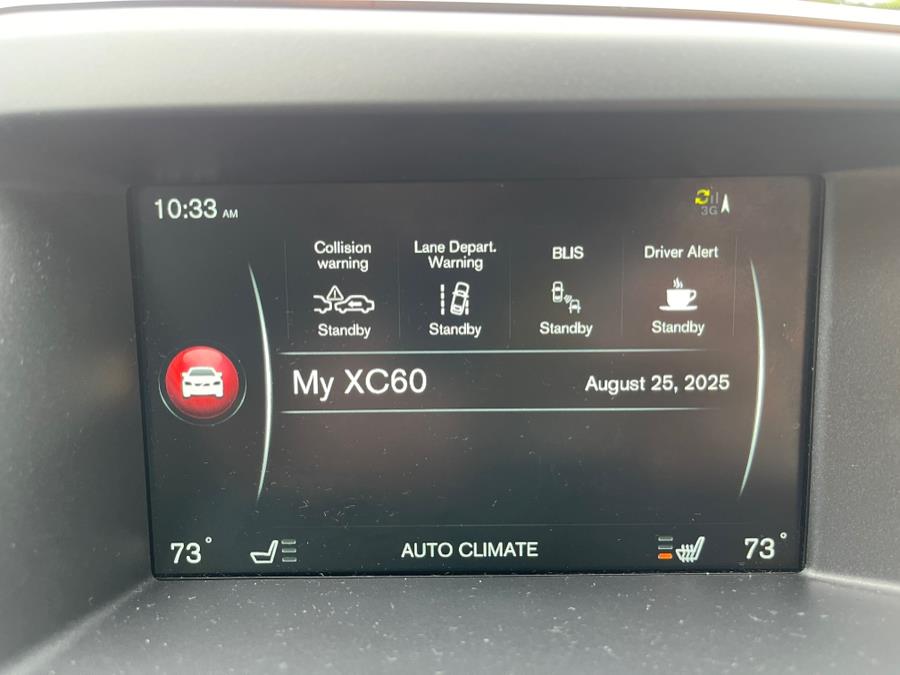 10:33 AM
3G
Collision
warning
Standby
Lane Depart.
Warning
Standby
BLIS
Standby
Driver Alert
Standby
My XC60
August 25, 2025
73°
AUTO CLIMATE
73°